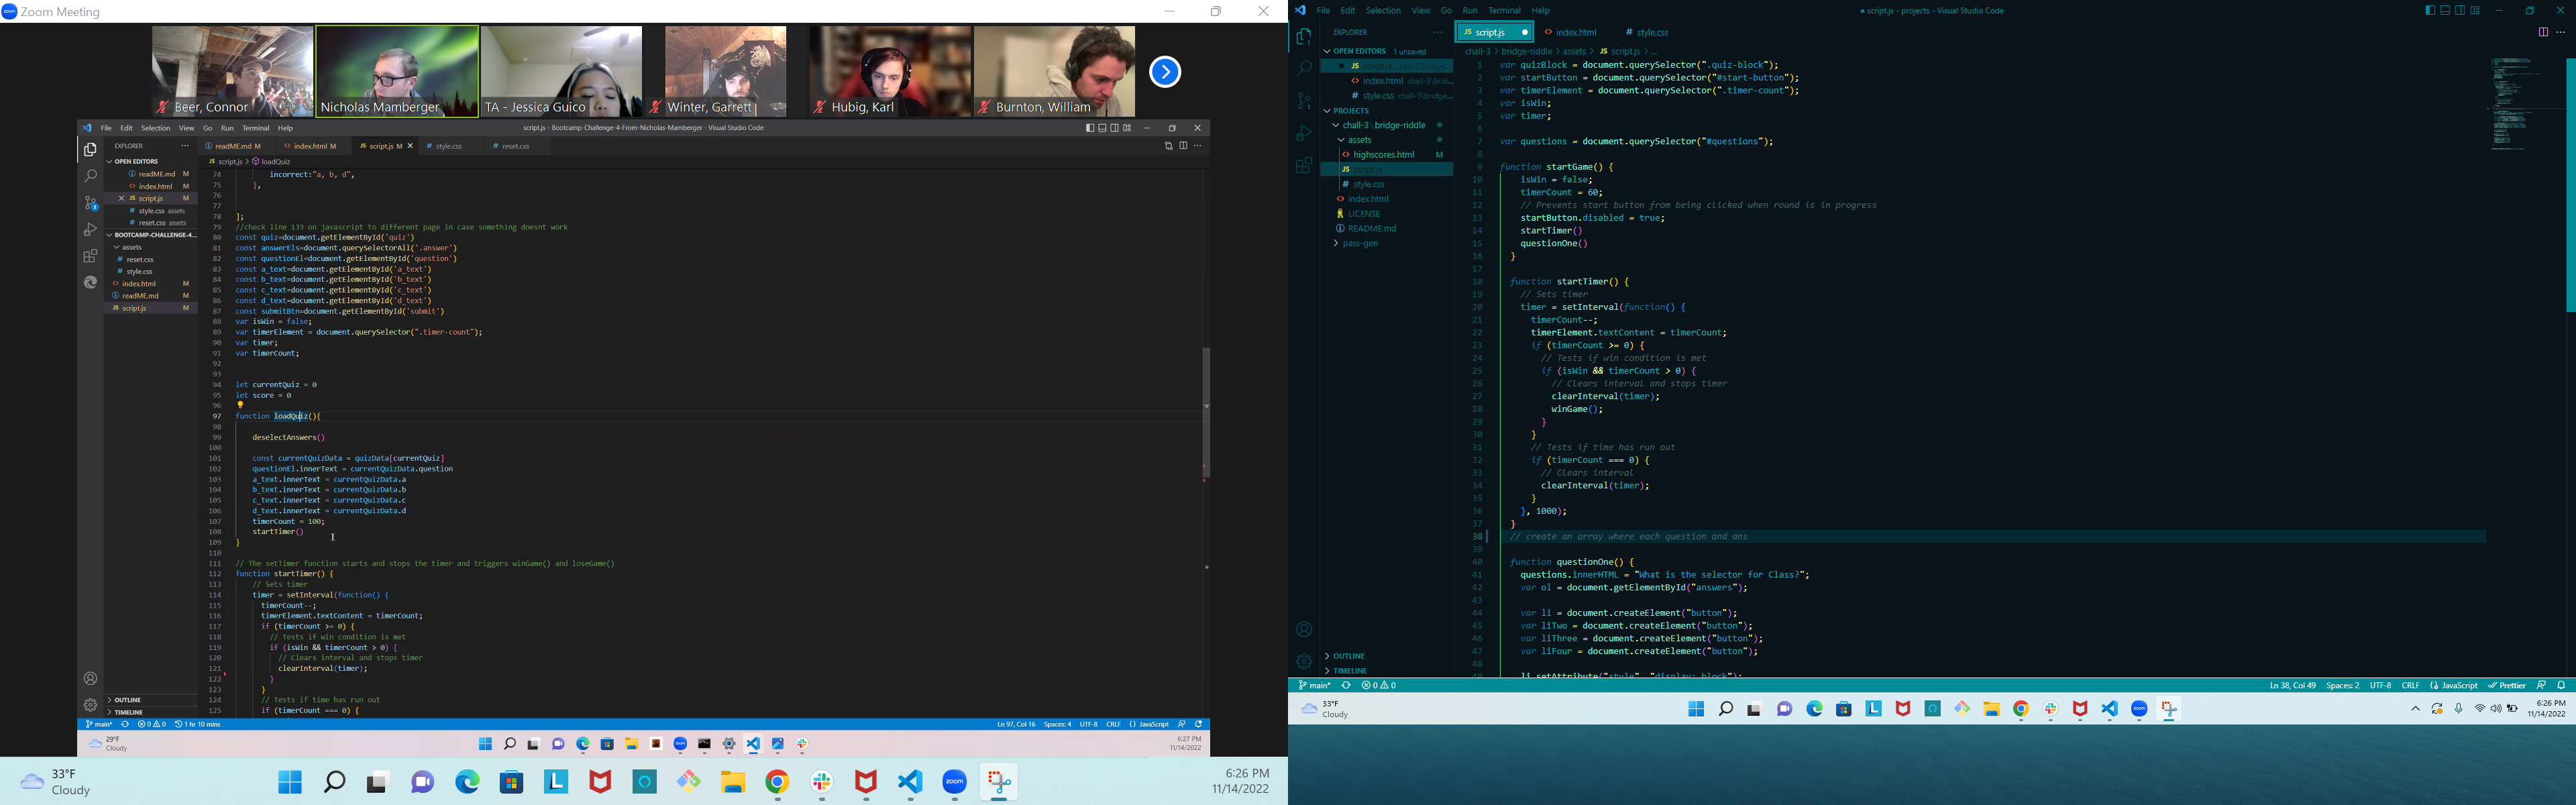 Zoom Meeting
Beer, Connor
Nicholas Mamberger
TA - Jessica Guico
Winter, Garrett
Hubig, Karl
Burnton, William
File Edit Selection View Go Run Terminal Help
script.js - Bootcamp-Challenge-4-From-Nicholas-Mamberger - Visual Studio Code
EXPLORER
readME.md M
index.html M
script.js M
style.css
reset.css
OPEN EDITORS
script.js > loadQuiz
readME.md M
index.html M
script.js M
style.css assets
reset.css assets
BOOTCAMP-CHALLENGE-4...
assets
reset.css
style.css
index.html M
readME.md M
script.js M
OUTLINE
TIMELINE
74 incorrect:"a, b, d",
75 },
76
77
78 ];
79 //check line 133 on javascript to different page in case something doesnt work
80 const quiz=document.getElementById('quiz')
81 const answerEls=document.querySelectorAll('.answer')
82 const questionEl=document.getElementById('question')
83 const a_text=document.getElementById('a_text')
84 const b_text=document.getElementById('b_text')
85 const c_text=document.getElementById('c_text')
86 const d_text=document.getElementById('d_text')
87 const submitBtn=document.getElementById('submit')
88 var isWin = false;
89 var timerElement = document.querySelector(".timer-count");
90 var timer;
91 var timerCount;
92
93
94 let currentQuiz = 0
95 let score = 0
96
97 function loadQuiz(){
98
99 deselectAnswers()
100
101 const currentQuizData = quizData[currentQuiz]
102 questionEl.innerText = currentQuizData.question
103 a_text.innerText = currentQuizData.a
104 b_text.innerText = currentQuizData.b
105 c_text.innerText = currentQuizData.c
106 d_text.innerText = currentQuizData.d
107 timerCount = 100;
108 startTimer()
109 }
110
111 // The setTimer function starts and stops the timer and triggers winGame() and loseGame()
112 function startTimer() {
113 // Sets timer
114 timer = setInterval(function() {
115 timerCount--;
116 timerElement.textContent = timerCount;
117 if (timerCount >= 0) {
118 // Tests if win condition is met
119 if (isWin && timerCount > 0) {
120 // Clears interval and stops timer
121 clearInterval(timer);
122 }
123 }
124 // Tests if time has run out
125 if (timerCount === 0) {
main* 0 0 1 hr 10 mins
Ln 97, Col 16 Spaces: 4 UTF-8 CRLF {} JavaScript
29°F
Cloudy
6:27 PM
11/14/2022
33°F
Cloudy
zoom
6:26 PM
11/14/2022
File Edit Selection View Go Run Terminal Help
● script.js - projects - Visual Studio Code
EXPLORER
script.js
index.html
style.css
OPEN EDITORS 1 unsaved
chall-3 > bridge-riddle > assets > script.js > ...
script.js chall-3\bridge...
index.html chall-3\brid...
style.css chall-3\bridge...
PROJECTS
chall-3 \ bridge-riddle
assets
highscores.html M
script.js
style.css
index.html
LICENSE
README.md
pass-gen
OUTLINE
TIMELINE
1 var quizBlock = document.querySelector(".quiz-block");
2 var startButton = document.querySelector("#start-button");
3 var timerElement = document.querySelector(".timer-count");
4 var isWin;
5 var timer;
6
7 var questions = document.querySelector("#questions");
8
9 function startGame() {
10 isWin = false;
11 timerCount = 60;
12 // Prevents start button from being clicked when round is in progress
13 startButton.disabled = true;
14 startTimer()
15 questionOne()
16 }
17
18 function startTimer() {
19 // Sets timer
20 timer = setInterval(function() {
21 timerCount--;
22 timerElement.textContent = timerCount;
23 if (timerCount >= 0) {
24 // Tests if win condition is met
25 if (isWin && timerCount > 0) {
26 // Clears interval and stops timer
27 clearInterval(timer);
28 winGame();
29 }
30 }
31 // Tests if time has run out
32 if (timerCount === 0) {
33 // Clears interval
34 clearInterval(timer);
35 }
36 }, 1000);
37 }
38 // create an array where each question and ans
39
40 function questionOne() {
41 questions.innerHTML = "What is the selector for Class?";
42 var ol = document.getElementById("answers");
43
44 var li = document.createElement("button");
45 var liTwo = document.createElement("button");
46 var liThree = document.createElement("button");
47 var liFour = document.createElement("button");
48
49 li.setAttribute("style", "display: block");
main* 0 0
Ln 38, Col 49 Spaces: 2 UTF-8 CRLF {} JavaScript Prettier
33°F
Cloudy
6:26 PM
11/14/2022